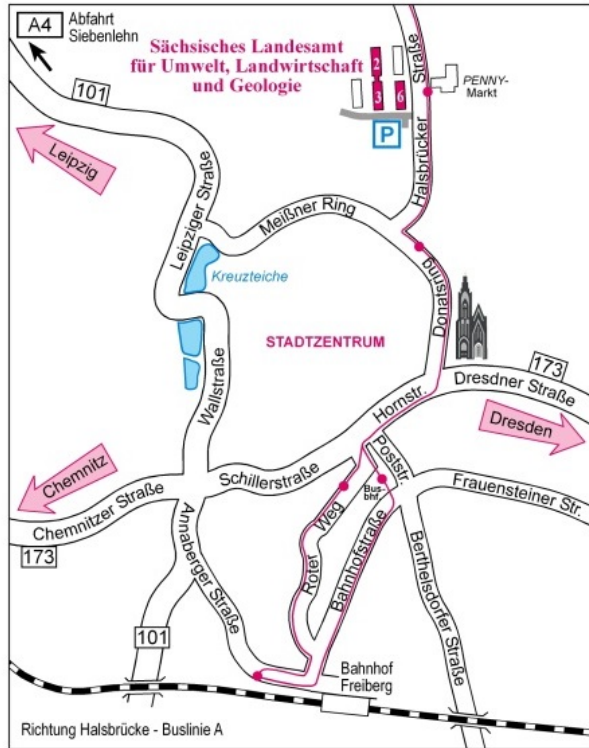 A4
Abfahrt
Siebenlehn
Sächsisches Landesamt
für Umwelt, Landwirtschaft
und Geologie
2
3
6
PENNY-
Markt
P
101
Leipzig
Leipziger Straße
Halsbrücker Straße
Meißner Ring
Kreuzteiche
Donatsring
STADTZENTRUM
Wallstraße
173
Dresdner Straße
Dresden
Hornstr.
Chemnitz
Schillerstraße
Poststr.
Bus-
bhf
Frauensteiner Str.
Chemnitzer Straße
173
Annaberger Straße
Roter Weg
Bahnhofstraße
Berthelsdorfer Straße
101
Bahnhof
Freiberg
Richtung Halsbrücke - Buslinie A